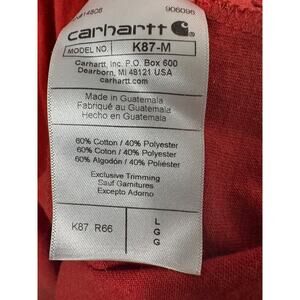 906096
carhartt
MODEL NO. K87-M
Carhartt, Inc. P.O. Box 600
Dearborn, MI 48121 USA
carhartt.com
Made in Guatemala
Fabriqué au Guatemala
Hecho en Guatemala
60% Cotton / 40% Polyester
60% Coton / 40% Polyester
60% Algodón / 40% Poliéster
Exclusive Trimming
Sauf Garnitures
Excepto Adorno
K87 R66
L
G
G